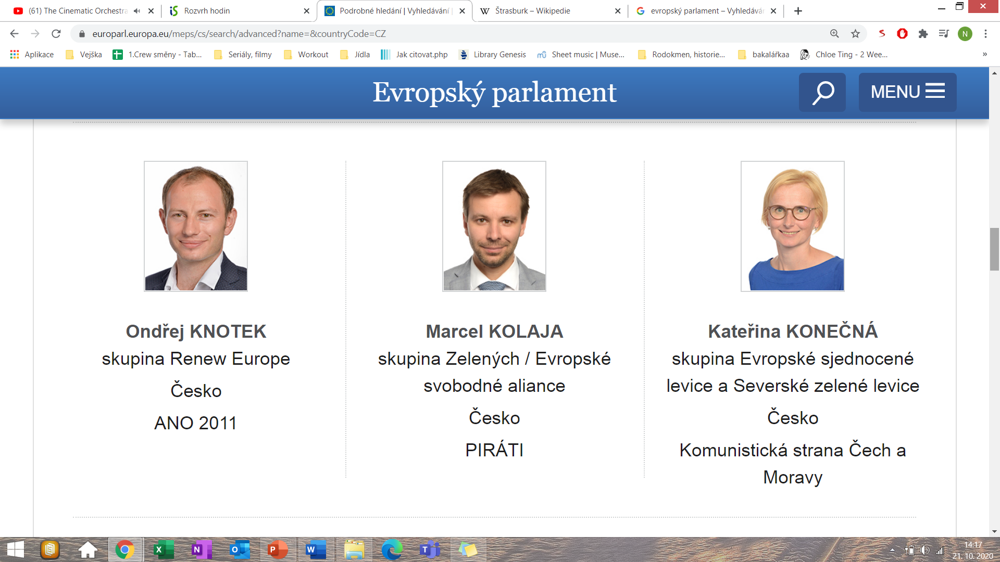 (61) The Cinematic Orchestra
Rozvrh hodin
Podrobné hledání | Vyhledávání |
Štrasburk – Wikipedie
evropský parlament – Vyhledáván
europarl.europa.eu/meps/cs/search/advanced?name=&countryCode=CZ
N
Aplikace
Vejška
1.Crew směny - Tab...
Seriály, filmy
Workout
Jídla
Jak citovat.php
Library Genesis
Sheet music | Muse...
Rodokmen, historie...
bakalářkaa
Chloe Ting - 2 Wee...
»
Evropský parlament
MENU
Ondřej KNOTEK
skupina Renew Europe
Česko
ANO 2011
Marcel KOLAJA
skupina Zelených / Evropské
svobodné aliance
Česko
PIRÁTI
Kateřina KONEČNÁ
skupina Evropské sjednocené
levice a Severské zelené levice
Česko
Komunistická strana Čech a
Moravy
14:17
21. 10. 2020